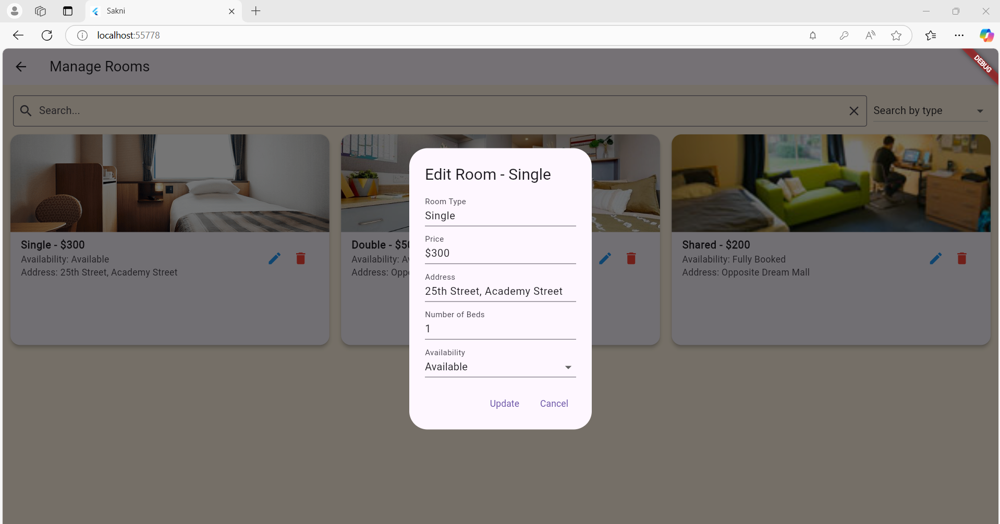 Sakni
localhost:55778
DEBUG
Manage Rooms
Search...
Search by type
Single - $300
Availability: Available
Address: 25th Street, Academy Street
Double - $50
Availability:
Address:
Shared - $200
Availability: Fully Booked
Address: Opposite Dream Mall
Edit Room - Single
Room Type
Single
Price
$300
Address
25th Street, Academy Street
Number of Beds
1
Availability
Available
Update
Cancel